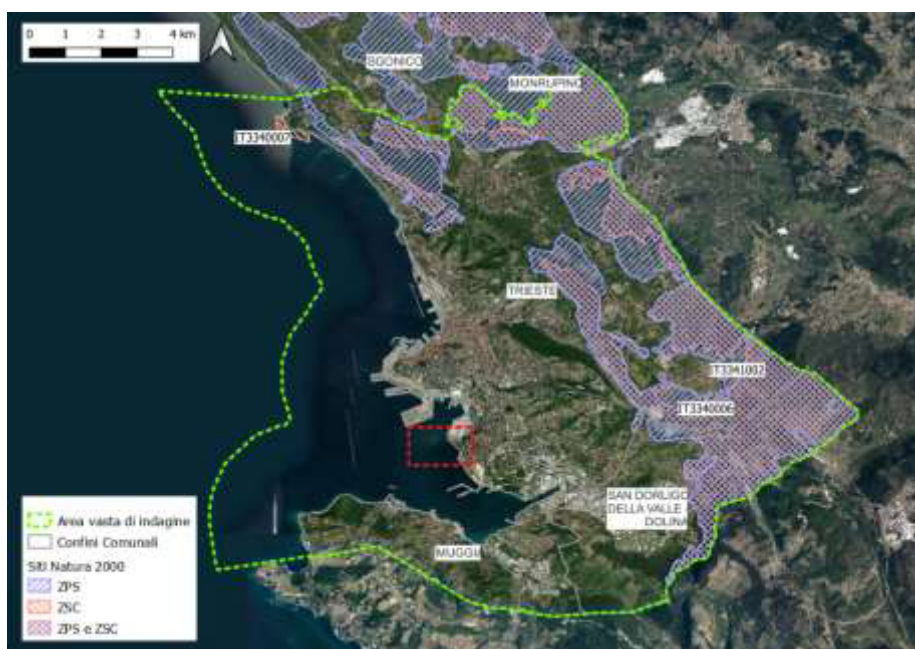 0 1 2 3 4 km
SGONICO
MONRUPINO
IT3340007
TRIESTE
IT3341002
IT3340006
SAN DORLIGO
DELLA VALLE -
DOLINA
MUGGIA
Area vasta di indagine
Confini Comunali
Siti Natura 2000
ZPS
ZSC
ZPS e ZSC